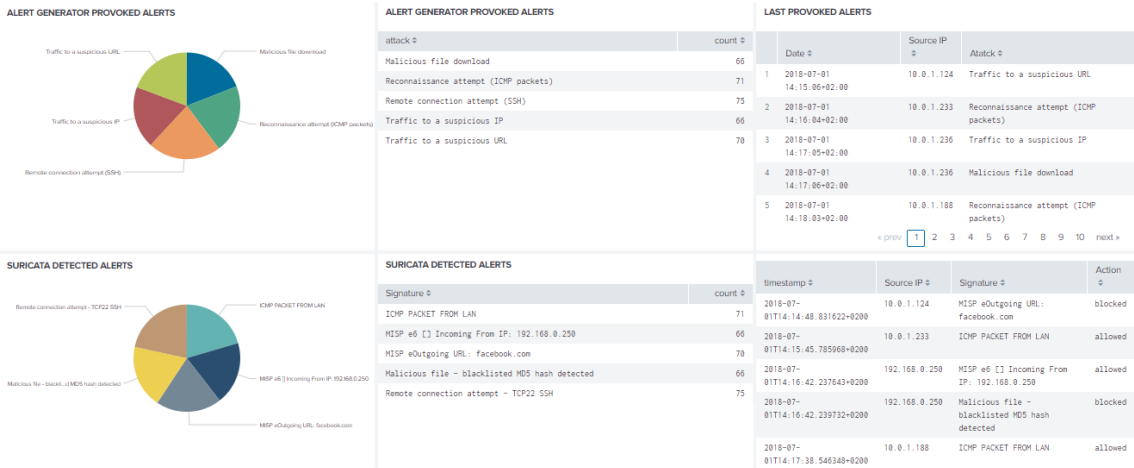 ALERT GENERATOR PROVOKED ALERTS
Traffic to a suspicious URL
Malicious file download
Traffic to a suspicious IP
Reconnaissance attempt (ICMP packets)
Remote connection attempt (SSH)
ALERT GENERATOR PROVOKED ALERTS
attack count
Malicious file download 66
Reconnaissance attempt (ICMP packets) 71
Remote connection attempt (SSH) 75
Traffic to a suspicious IP 66
Traffic to a suspicious URL 70
LAST PROVOKED ALERTS
Source IP
Date Atatck
1 2018-07-01 10.0.1.124 Traffic to a suspicious URL
14:15:06+02:00
2 2018-07-01 10.0.1.233 Reconnaissance attempt (ICMP
14:16:04+02:00 packets)
3 2018-07-01 10.0.1.236 Traffic to a suspicious IP
14:17:05+02:00
4 2018-07-01 10.0.1.236 Malicious file download
14:17:06+02:00
5 2018-07-01 10.0.1.188 Reconnaissance attempt (ICMP
14:18:03+02:00 packets)
« prev 1 2 3 4 5 6 7 8 9 10 next »
SURICATA DETECTED ALERTS
Remote connection attempt - TCP22 SSH
ICMP PACKET FROM LAN
Malicious file - blackl...d MD5 hash detected
MISP e6 [] Incoming From IP: 192.168.0.250
MISP eOutgoing URL: facebook.com
SURICATA DETECTED ALERTS
Signature count
ICMP PACKET FROM LAN 71
MISP e6 [] Incoming From IP: 192.168.0.250 66
MISP eOutgoing URL: facebook.com 70
Malicious file - blacklisted MD5 hash detected 66
Remote connection attempt - TCP22 SSH 75
Action
timestamp Source IP Signature
2018-07- 10.0.1.124 MISP eOutgoing URL: blocked
01T14:14:48.831622+0200 facebook.com
2018-07- 10.0.1.233 ICMP PACKET FROM LAN allowed
01T14:15:45.785968+0200
2018-07- 192.168.0.250 MISP e6 [] Incoming From allowed
01T14:16:42.237643+0200 IP: 192.168.0.250
2018-07- 192.168.0.250 Malicious file - blocked
01T14:16:42.239732+0200 blacklisted MD5 hash
detected
2018-07- 10.0.1.188 ICMP PACKET FROM LAN allowed
01T14:17:38.546348+0200